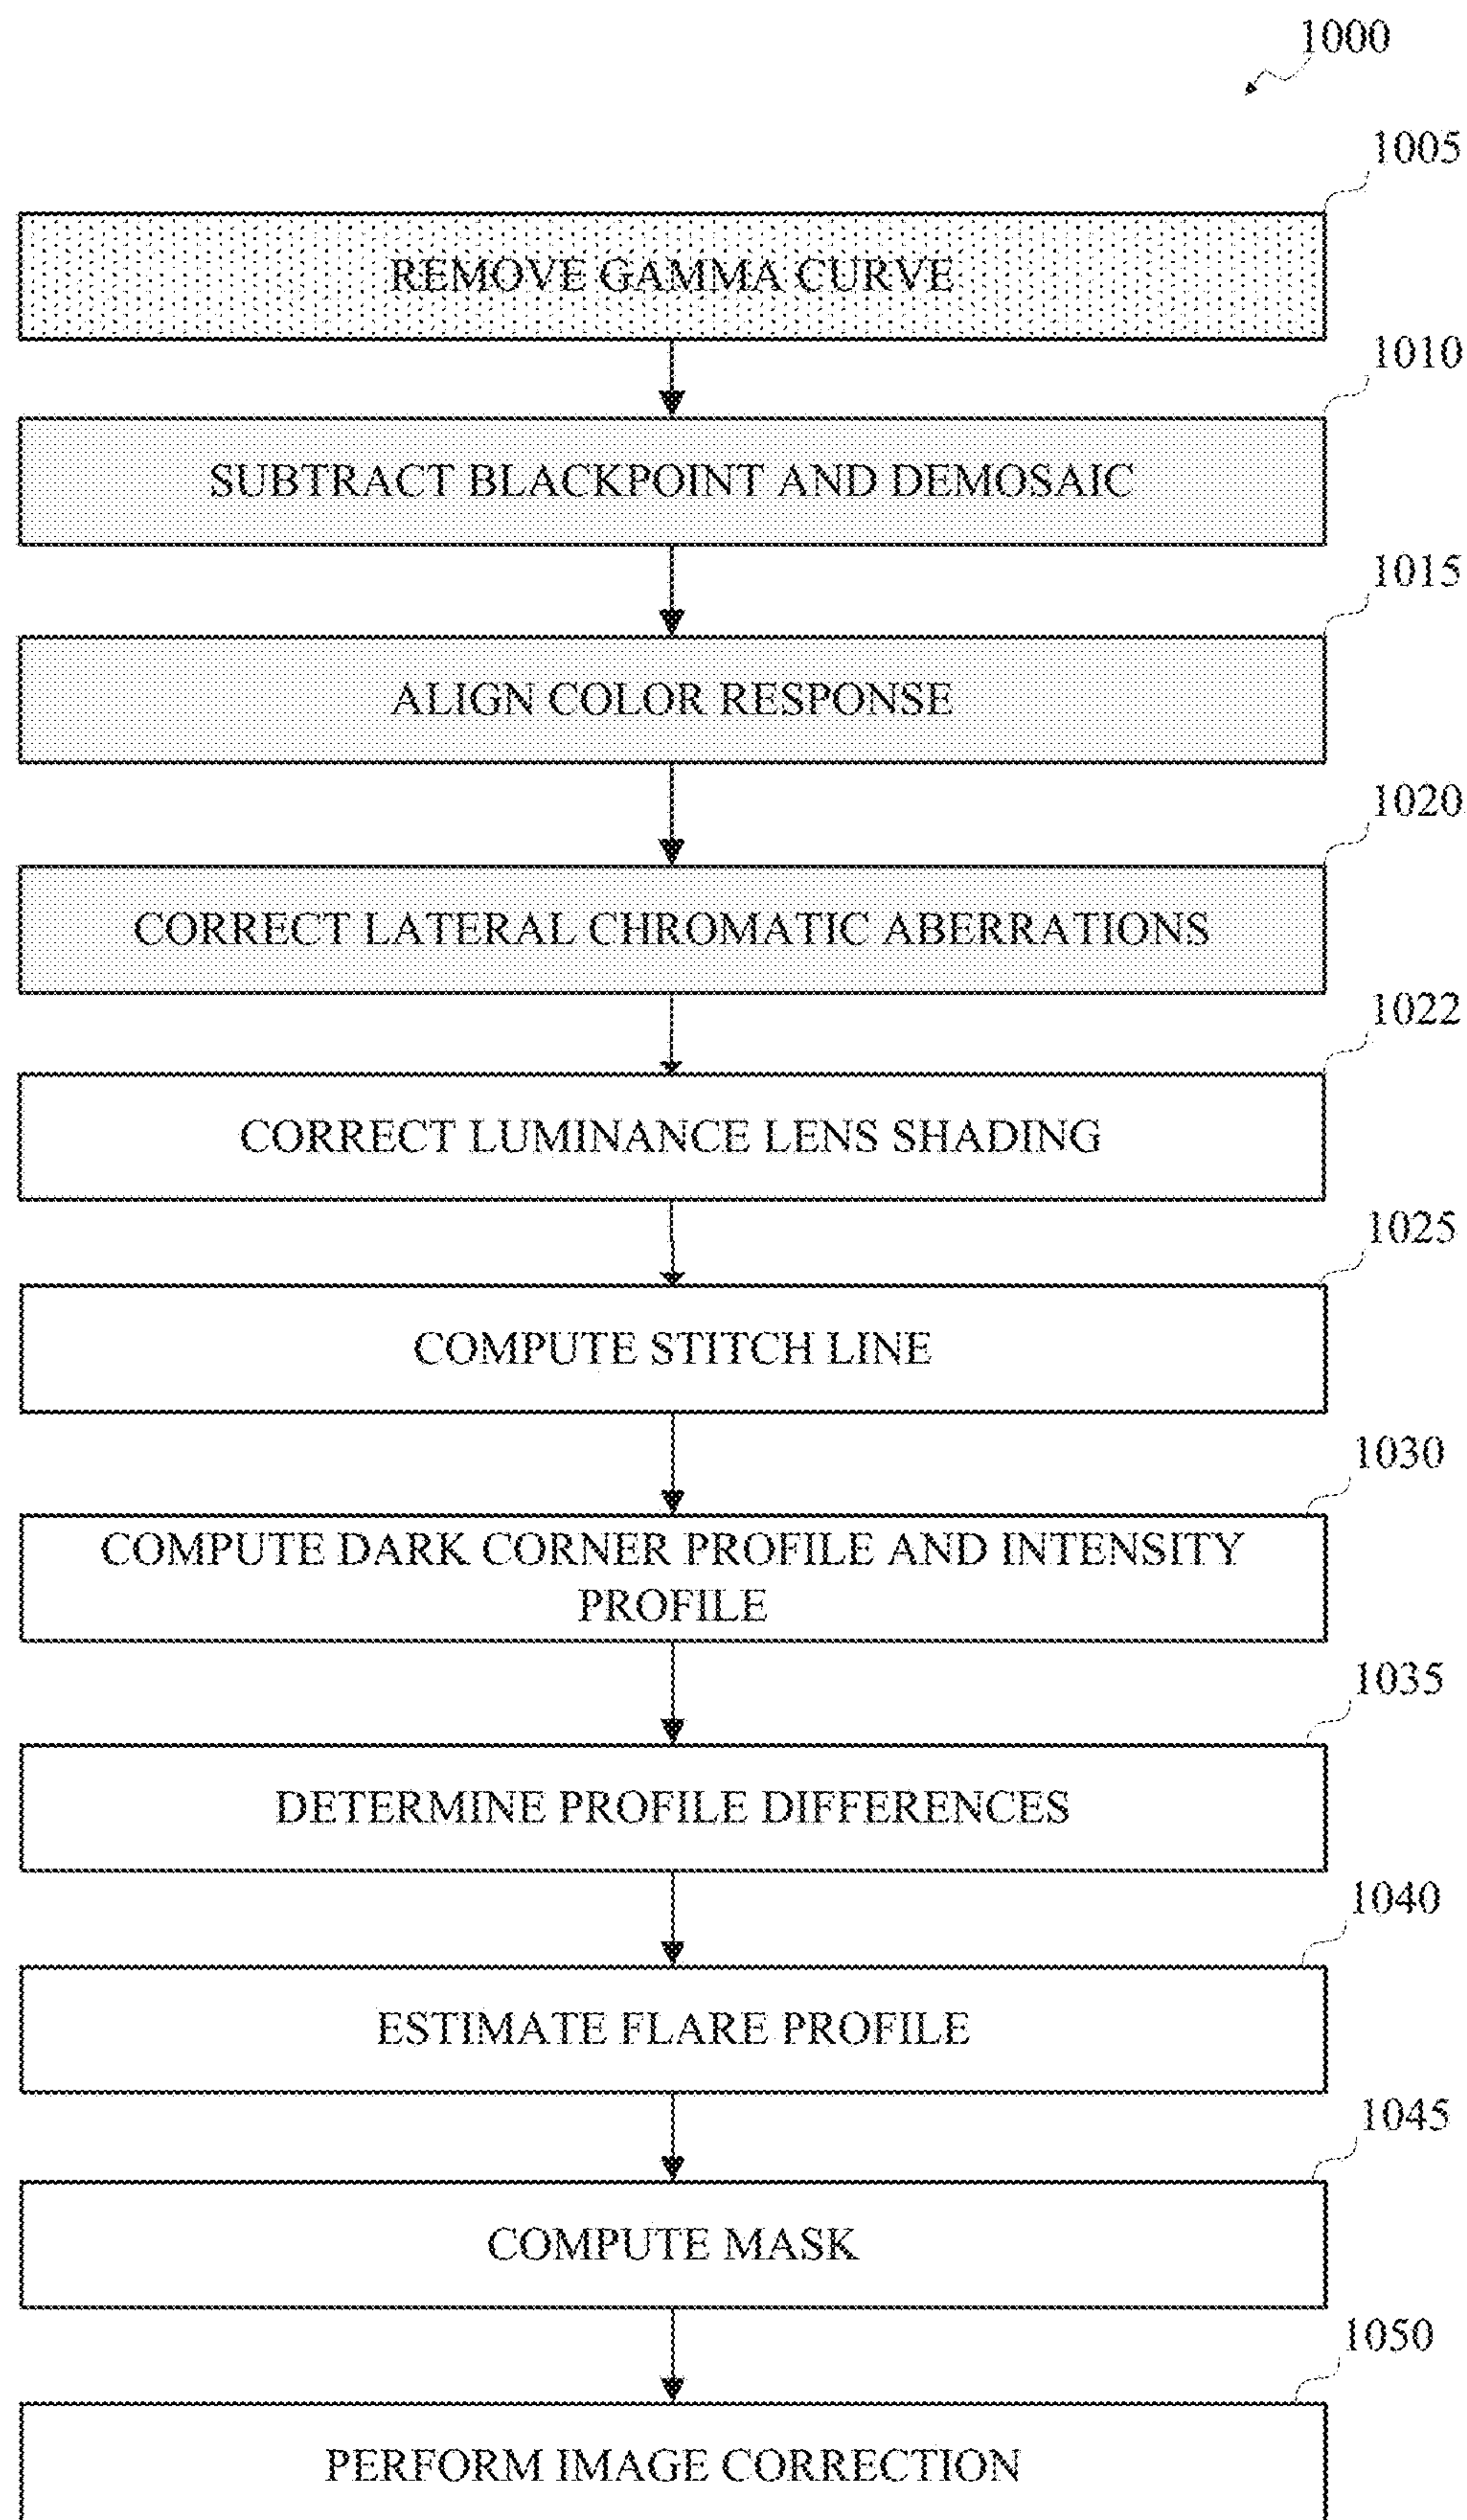 1000
1005
REMOVE GAMMA CURVE
1010
SUBTRACT BLACKPOINT AND DEMOSAIC
1015
ALIGN COLOR RESPONSE
1020
CORRECT LATERAL CHROMATIC ABERRATIONS
1022
CORRECT LUMINANCE LENS SHADING
1025
COMPUTE STITCH LINE
1030
COMPUTE DARK CORNER PROFILE AND INTENSITY
PROFILE
1035
DETERMINE PROFILE DIFFERENCES
1040
ESTIMATE FLARE PROFILE
1045
COMPUTE MASK
1050
PERFORM IMAGE CORRECTION